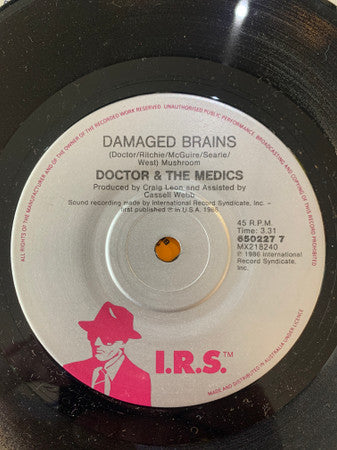 ALL RIGHTS OF THE MANUFACTURER AND OF THE OWNER OF THE RECORDED WORK RESERVED. UNAUTHORISED PUBLIC PERFORMANCE, BROADCASTING AND COPYING OF THIS RECORD PROHIBITED
DAMAGED BRAINS
(Doctor/Ritchie/McGuire/Searle/
West) Mushroom
DOCTOR & THE MEDICS
Produced by Craig Leon and Assisted by
Cassell Webb
Sound recording made by International Record Syndicate, Inc. –
first published ℗ in U.S.A. 1986
45 R.P.M.
Time: 3.31
650227 7
MX218240
℗ 1986 International
Record Syndicate,
Inc.
I.R.S.™
MADE AND DISTRIBUTED IN AUSTRALIA UNDER LICENCE